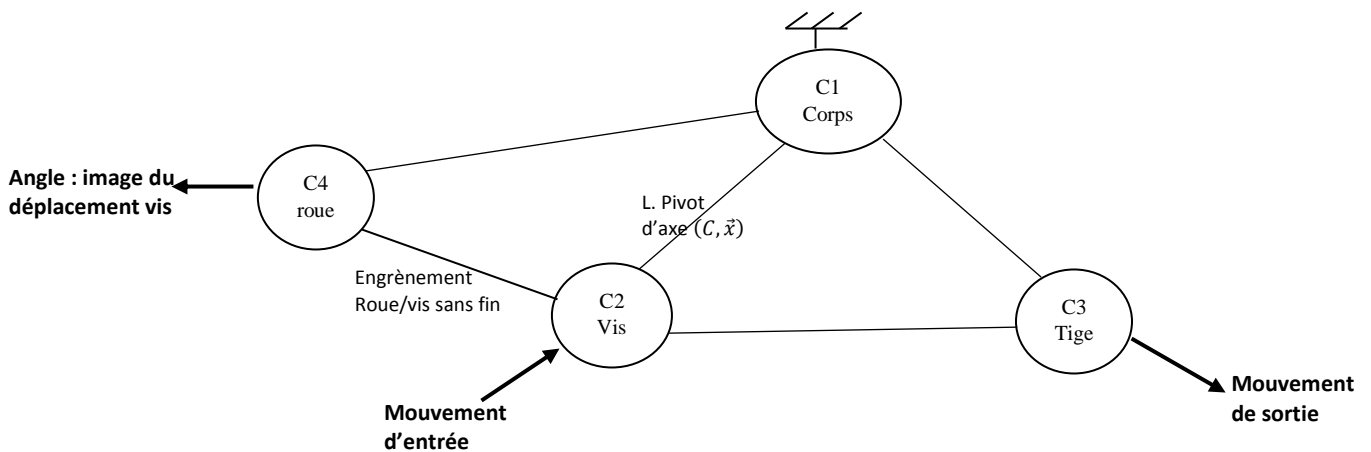 C1
Corps
Angle : image du
déplacement vis
C4
roue
L. Pivot
d'axe (C, x⃗)
Engrènement
Roue/vis sans fin
C2
Vis
C3
Tige
Mouvement
d'entrée
Mouvement
de sortie